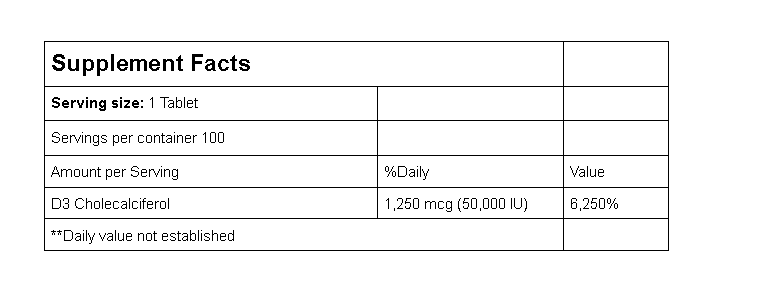 Supplement Facts
Serving size: 1 Tablet
Servings per container 100
Amount per Serving %Daily Value
D3 Cholecalciferol 1,250 mcg (50,000 IU) 6,250%
**Daily value not established